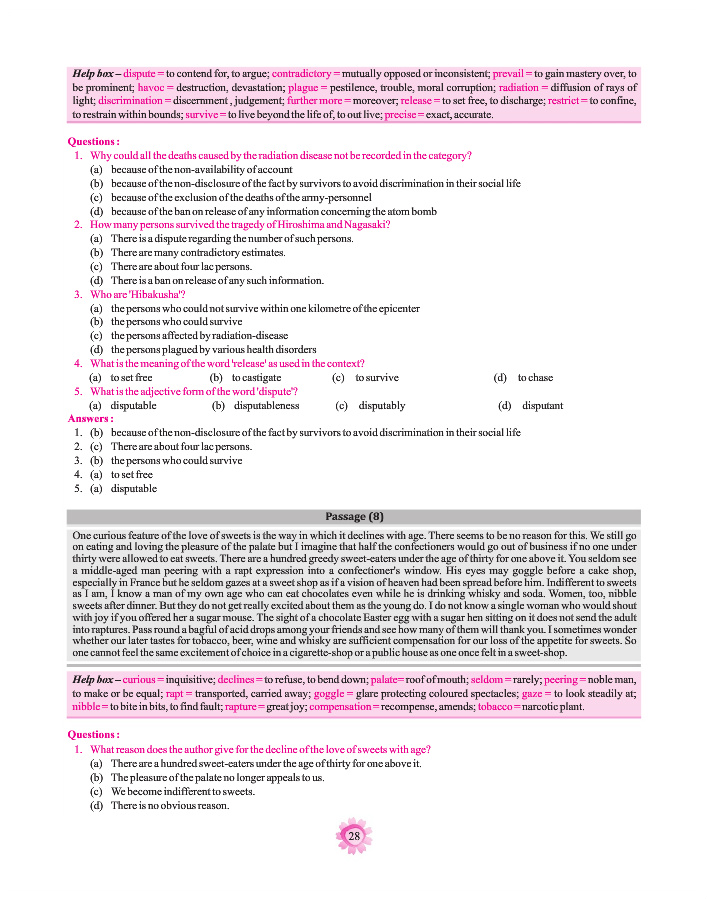 Help box – dispute = to contend for, to argue; contradictory = mutually opposed or inconsistent; prevail = to gain mastery over, to
be prominent; havoc = destruction, devastation; plague = pestilence, trouble, moral corruption; radiation = diffusion of rays of
light; discrimination = discernment , judgement; further more = moreover; release = to set free, to discharge; restrict = to confine,
to restrain within bounds; survive = to live beyond the life of, to out live; precise = exact, accurate.
Questions :
1. Why could all the deaths caused by the radiation disease not be recorded in the category?
(a) because of the non-availability of account
(b) because of the non-disclosure of the fact by survivors to avoid discrimination in their social life
(c) because of the exclusion of the deaths of the army-personnel
(d) because of the ban on release of any information concerning the atom bomb
2. How many persons survived the tragedy of Hiroshima and Nagasaki?
(a) There is a dispute regarding the number of such persons.
(b) There are many contradictory estimates.
(c) There are about four lac persons.
(d) There is a ban on release of any such information.
3. Who are 'Hibakusha'?
(a) the persons who could not survive within one kilometre of the epicenter
(b) the persons who could survive
(c) the persons affected by radiation-disease
(d) the persons plagued by various health disorders
4. What is the meaning of the word 'release' as used in the context?
(a) to set free (b) to castigate (c) to survive (d) to chase
5. What is the adjective form of the word 'dispute'?
(a) disputable (b) disputableness (c) disputably (d) disputant
Answers :
1. (b) because of the non-disclosure of the fact by survivors to avoid discrimination in their social life
2. (c) There are about four lac persons.
3. (b) the persons who could survive
4. (a) to set free
5. (a) disputable
Passage (8)
One curious feature of the love of sweets is the way in which it declines with age. There seems to be no reason for this. We still go
on eating and loving the pleasure of the palate but I imagine that half the confectioners would go out of business if no one under
thirty were allowed to eat sweets. There are a hundred greedy sweet-eaters under the age of thirty for one above it. You seldom see
a middle-aged man peering with a rapt expression into a confectioner's window. His eyes may goggle before a cake shop,
especially in France but he seldom gazes at a sweet shop as if a vision of heaven had been spread before him. Indifferent to sweets
as I am, I know a man of my own age who can eat chocolates even while he is drinking whisky and soda. Women, too, nibble
sweets after dinner. But they do not get really excited about them as the young do. I do not know a single woman who would shout
with joy if you offered her a sugar mouse. The sight of a chocolate Easter egg with a sugar hen sitting on it does not send the adult
into raptures. Pass round a bagful of acid drops among your friends and see how many of them will thank you. I sometimes wonder
whether our later tastes for tobacco, beer, wine and whisky are sufficient compensation for our loss of the appetite for sweets. So
one cannot feel the same excitement of choice in a cigarette-shop or a public house as one once felt in a sweet-shop.
Help box – curious = inquisitive; declines = to refuse, to bend down; palate= roof of mouth; seldom = rarely; peering = noble man,
to make or be equal; rapt = transported, carried away; goggle = glare protecting coloured spectacles; gaze = to look steadily at;
nibble = to bite in bits, to find fault; rapture = great joy; compensation = recompense, amends; tobacco = narcotic plant.
Questions :
1. What reason does the author give for the decline of the love of sweets with age?
(a) There are a hundred sweet-eaters under the age of thirty for one above it.
(b) The pleasure of the palate no longer appeals to us.
(c) We become indifferent to sweets.
(d) There is no obvious reason.
28